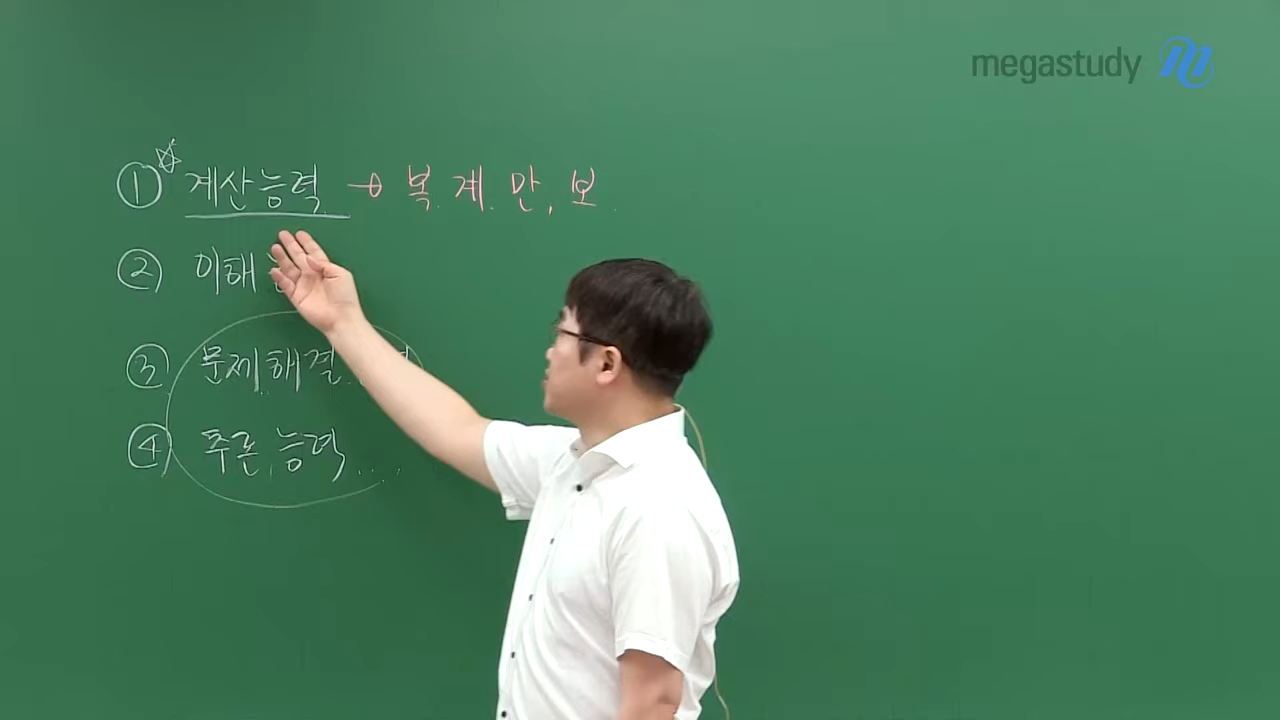 megastudy
① ☆ 계산능력 → 복. 계. 만, 보.
② 이해
③ 문제해결
④ 추론능력....